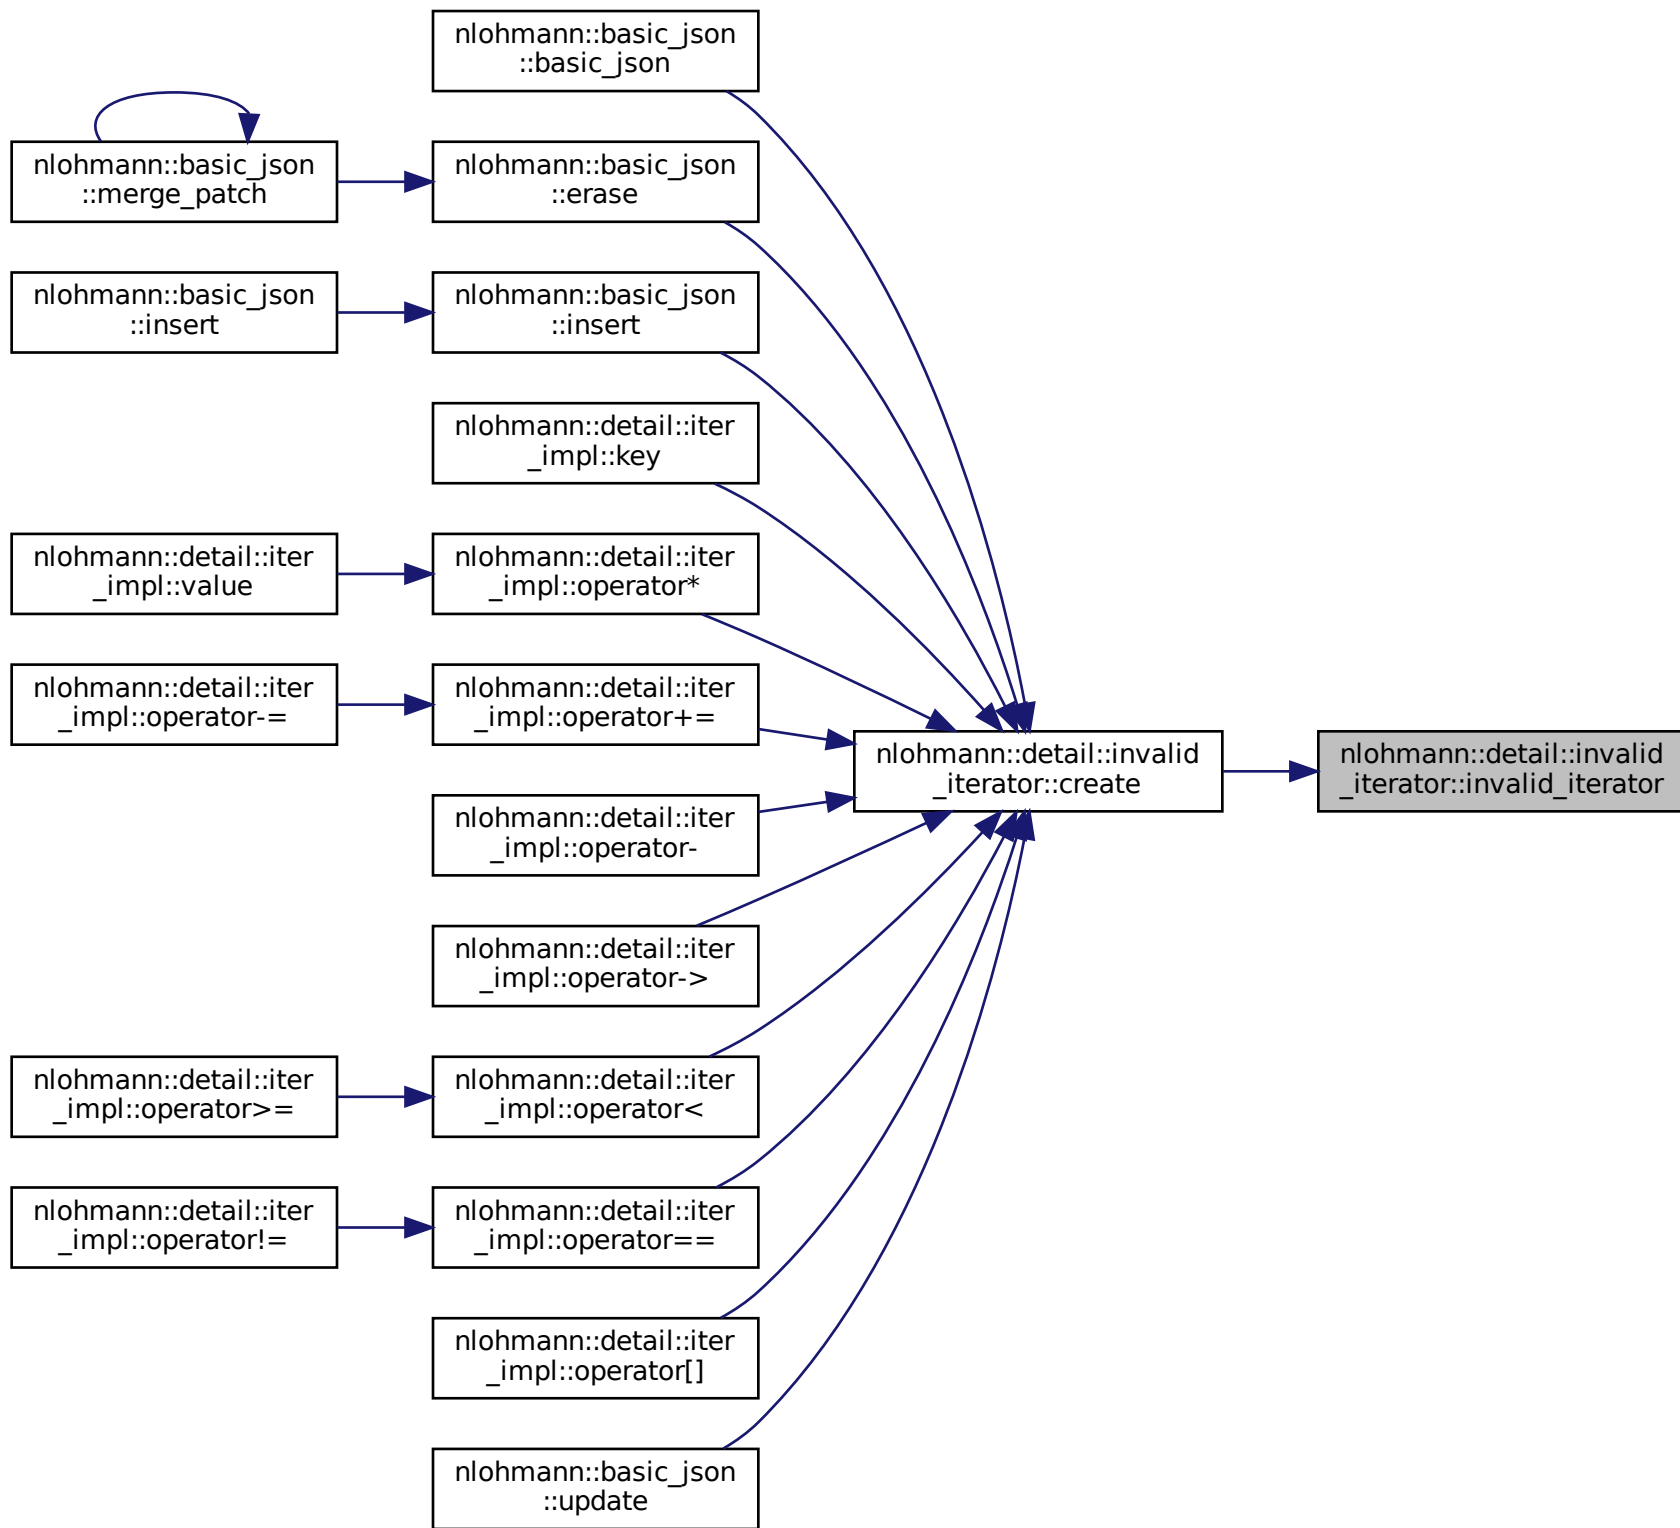 nlohmann::basic_json
::basic_json
nlohmann::basic_json
::merge_patch
nlohmann::basic_json
::erase
nlohmann::basic_json
::insert
nlohmann::basic_json
::insert
nlohmann::detail::iter
_impl::key
nlohmann::detail::iter
_impl::value
nlohmann::detail::iter
_impl::operator*
nlohmann::detail::iter
_impl::operator-=
nlohmann::detail::iter
_impl::operator+=
nlohmann::detail::invalid
_iterator::create
nlohmann::detail::invalid
_iterator::invalid_iterator
nlohmann::detail::iter
_impl::operator-
nlohmann::detail::iter
_impl::operator->
nlohmann::detail::iter
_impl::operator>=
nlohmann::detail::iter
_impl::operator<
nlohmann::detail::iter
_impl::operator!=
nlohmann::detail::iter
_impl::operator==
nlohmann::detail::iter
_impl::operator[]
nlohmann::basic_json
::update